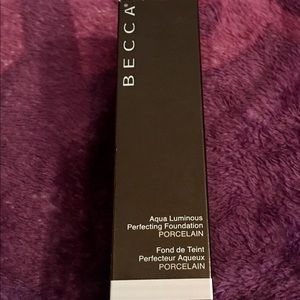 BECCA®
Aqua Luminous
Perfecting Foundation
PORCELAIN
Fond de Teint
Perfecteur Aqueux
PORCELAIN